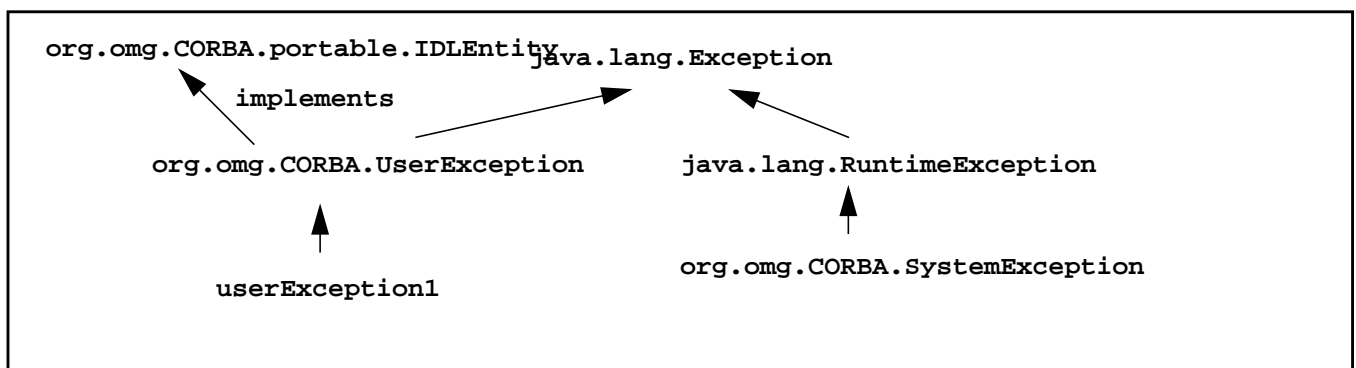 org.omg.CORBA.portable.IDLEntity
java.lang.Exception
implements
org.omg.CORBA.UserException
java.lang.RuntimeException
org.omg.CORBA.SystemException
userException1